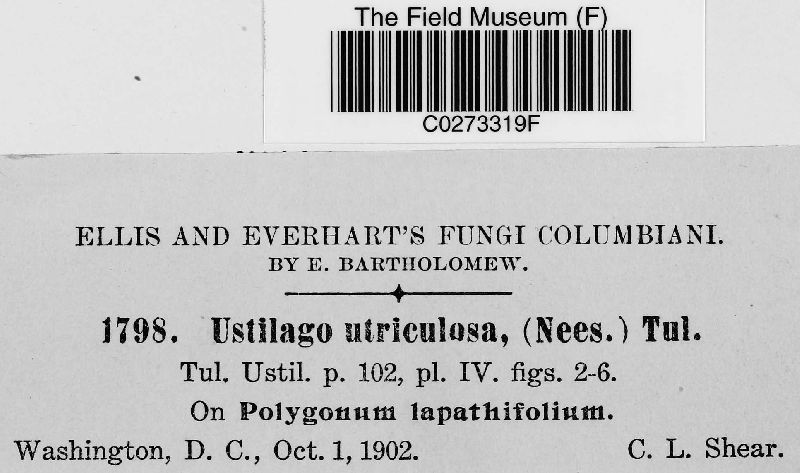 The Field Museum (F)
C0273319F
ELLIS AND EVERHART'S FUNGI COLUMBIANI.
BY E. BARTHOLOMEW.
1798. Ustilago utriculosa, (Nees.) Tul.
Tul. Ustil. p. 102, pl. IV. figs. 2-6.
On Polygonum lapathifolium.
Washington, D. C., Oct. 1, 1902. C. L. Shear.